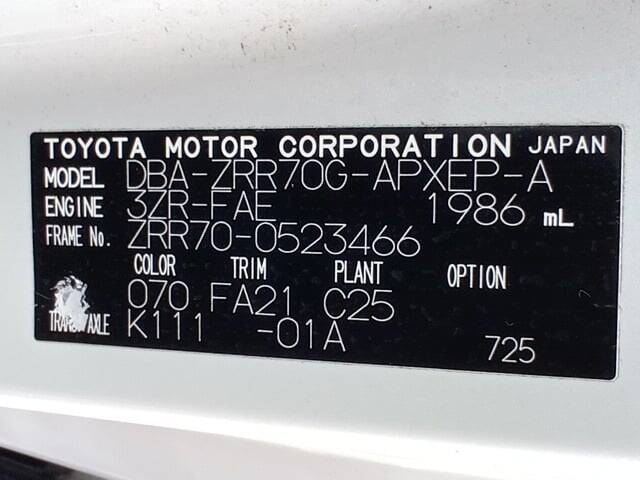 TOYOTA MOTOR CORPORATION JAPAN
MODEL DBA-ZRR70G-APXEP-A
ENGINE 3ZR-FAE 1986 mL
FRAME No. ZRR70-0523466
COLOR TRIM PLANT OPTION
070 FA21 C25
TRANS/AXLE K111 -01A
725